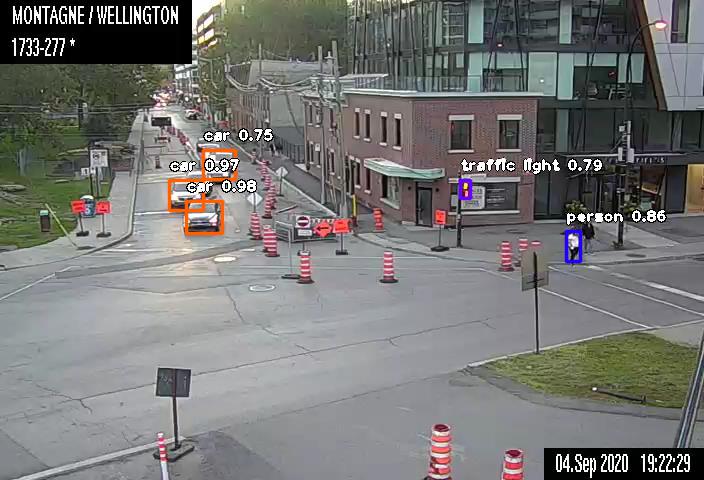 MONTAGNE / WELLINGTON
1733-277 *
car 0.75
car 0.97
car 0.98
traffic light 0.79
person 0.86
04.Sep 2020 19:22:29